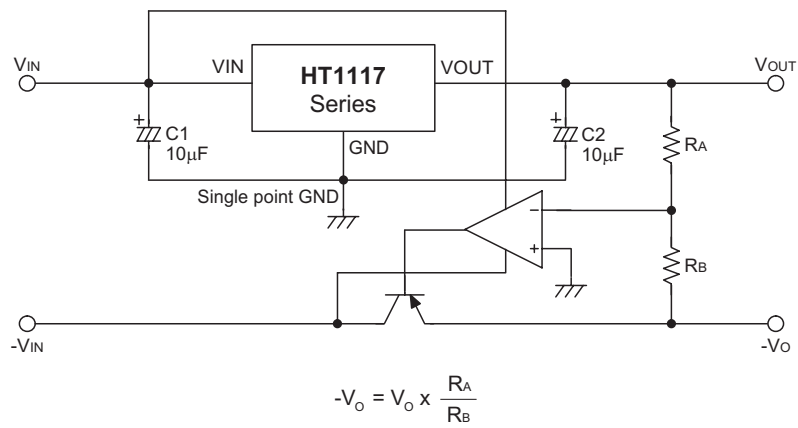 VIN
VIN
HT1117
Series
VOUT
VOUT
+
C1
10μF
GND
+
C2
10μF
RA
Single point GND
−
+
RB
-VIN
-VO
-VO = VO x RA
RB